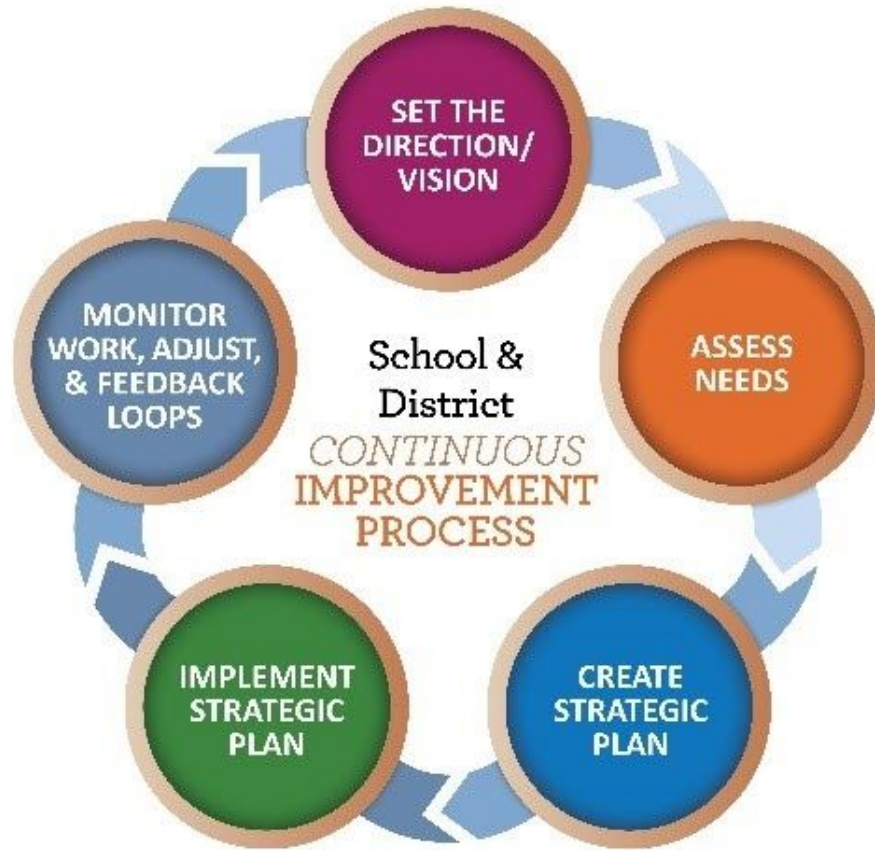 SET THE
DIRECTION/
VISION
ASSESS
NEEDS
CREATE
STRATEGIC
PLAN
IMPLEMENT
STRATEGIC
PLAN
MONITOR
WORK, ADJUST,
& FEEDBACK
LOOPS
School &
District
CONTINUOUS
IMPROVEMENT
PROCESS